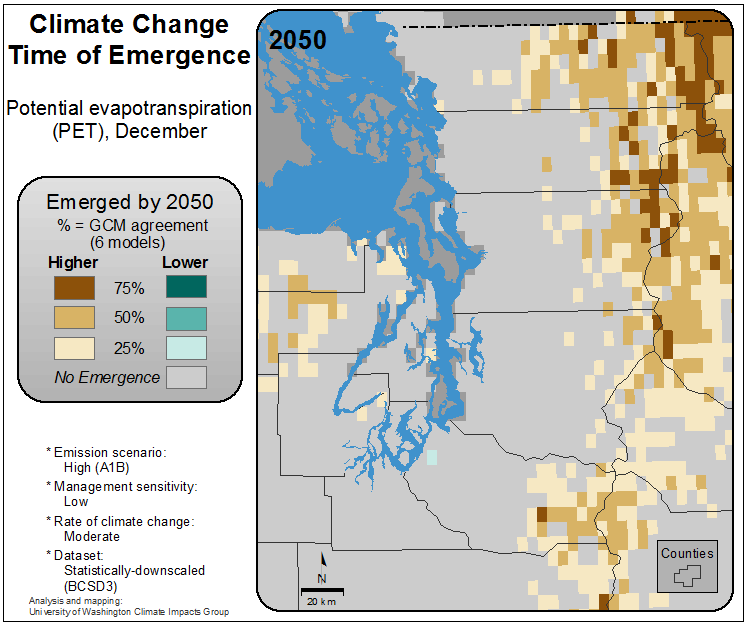 Climate Change
Time of Emergence
Potential evapotranspiration
(PET), December
Emerged by 2050
% = GCM agreement
(6 models)
Higher Lower
75%
50%
25%
No Emergence
* Emission scenario:
High (A1B)
* Management sensitivity:
Low
* Rate of climate change:
Moderate
* Dataset:
Statistically-downscaled
(BCSD3)
Analysis and mapping:
University of Washington Climate Impacts Group
2050
N
20 km
Counties